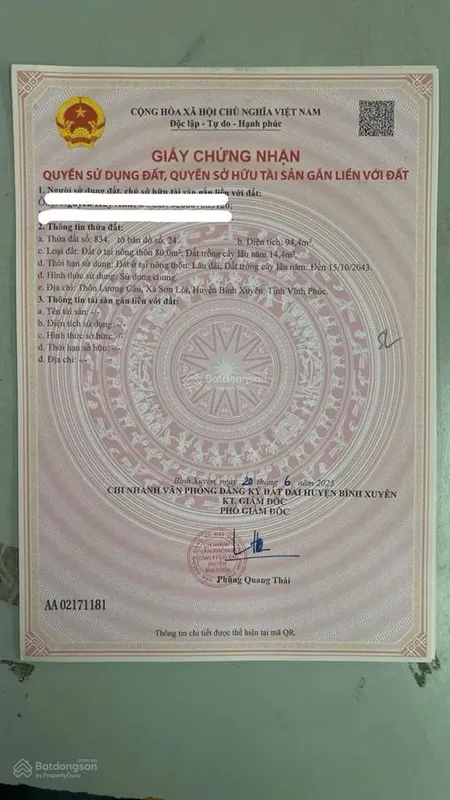 CỘNG HÒA XÃ HỘI CHỦ NGHĨA VIỆT NAM
Độc lập - Tự do - Hạnh phúc
GIẤY CHỨNG NHẬN
QUYỀN SỬ DỤNG ĐẤT, QUYỀN SỞ HỮU TÀI SẢN GẮN LIỀN VỚI ĐẤT
1. Người sử dụng đất, chủ sở hữu tài sản gắn liền với đất:
2. Thông tin thửa đất:
a. Thửa đất số: 834, tờ bản đồ số: 24, b. Diện tích: 94,4m²,
c. Loại đất: Đất ở tại nông thôn 80,0m²; Đất trồng cây lâu năm 14,4m²,
d. Thời hạn sử dụng: Đất ở tại nông thôn: Lâu dài; Đất trồng cây lâu năm: Đến 15/10/2043.
đ. Hình thức sử dụng: Sử dụng chung.
e. Địa chỉ: Thôn Lương Câu, Xã Sơn Lôi, Huyện Bình Xuyên, Tỉnh Vĩnh Phúc.
3. Thông tin tài sản gắn liền với đất:
a. Tên tài sản: -/-
b. Diện tích sử dụng: -/-
c. Hình thức sở hữu: -/-
d. Thời hạn sở hữu: -/-
đ. Địa chỉ: -/-
Batdongsan
Bình Xuyên, ngày 20 tháng 6 năm 2025
CHI NHÁNH VĂN PHÒNG ĐĂNG KÝ ĐẤT ĐAI HUYỆN BÌNH XUYÊN
KT. GIÁM ĐỐC
PHÓ GIÁM ĐỐC
Phùng Quang Thái
AA 02171181
Thông tin chi tiết được thể hiện tại mã QR.
Batdongsan
by PropertyGuru